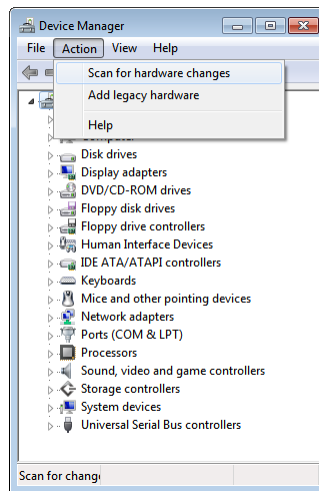 Device Manager
File Action View Help
Scan for hardware changes
Add legacy hardware
Help
Computer
Disk drives
Display adapters
DVD/CD-ROM drives
Floppy disk drives
Floppy drive controllers
Human Interface Devices
IDE ATA/ATAPI controllers
Keyboards
Mice and other pointing devices
Network adapters
Ports (COM & LPT)
Processors
Sound, video and game controllers
Storage controllers
System devices
Universal Serial Bus controllers
Scan for chang